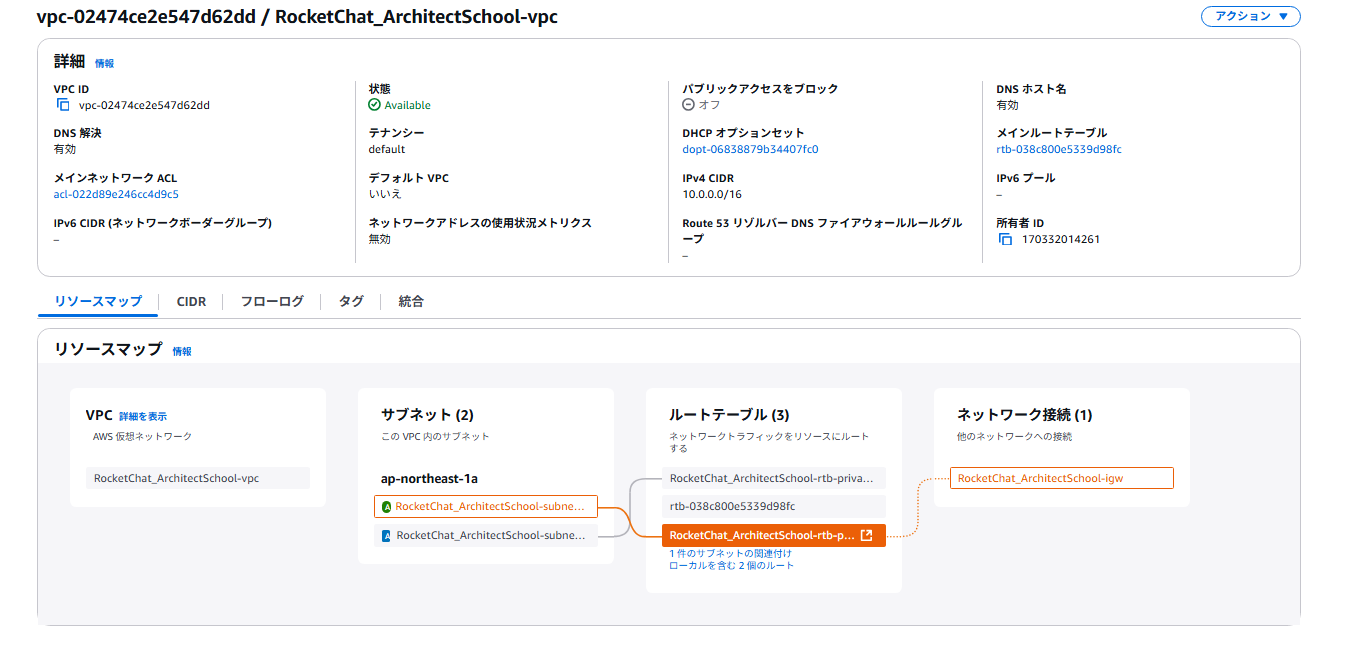 vpc-02474ce2e547d62dd / RocketChat_ArchitectSchool-vpc
アクション ▼
詳細 情報
VPC ID
vpc-02474ce2e547d62dd
状態
Available
パブリックアクセスをブロック
オフ
DNS ホスト名
有効
DNS 解決
有効
テナンシー
default
DHCP オプションセット
dopt-06838879b34407fc0
メインルートテーブル
rtb-038c800e5339d98fc
メインネットワーク ACL
acl-022d89e246cc4d9c5
デフォルト VPC
いいえ
IPv4 CIDR
10.0.0.0/16
IPv6 プール
–
IPv6 CIDR (ネットワークボーダーグループ)
–
ネットワークアドレスの使用状況メトリクス
無効
Route 53 リゾルバー DNS ファイアウォールルールグル
ープ
–
所有者 ID
170332014261
リソースマップ
CIDR
フローログ
タグ
統合
リソースマップ 情報
VPC 詳細を表示
AWS 仮想ネットワーク
RocketChat_ArchitectSchool-vpc
サブネット (2)
この VPC 内のサブネット
ap-northeast-1a
A RocketChat_ArchitectSchool-subne...
A RocketChat_ArchitectSchool-subne...
ルートテーブル (3)
ネットワークトラフィックをリソースにルート
する
RocketChat_ArchitectSchool-rtb-priva...
rtb-038c800e5339d98fc
RocketChat_ArchitectSchool-rtb-p...
1 件のサブネットの関連付け
ローカルを含む 2 個のルート
ネットワーク接続 (1)
他のネットワークへの接続
RocketChat_ArchitectSchool-igw